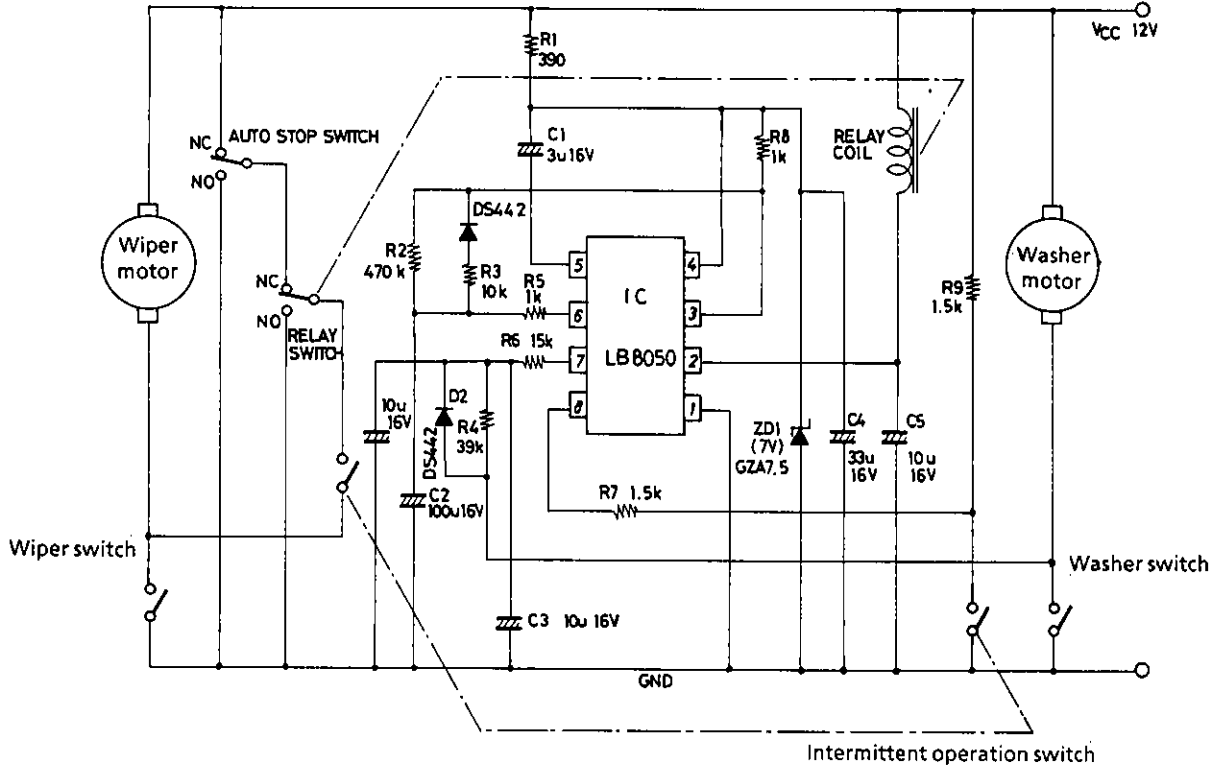 VCC 12V
R1
390
AUTO STOP SWITCH
NC
NO
C1
3u 16V
R8
1k
RELAY
COIL
DS442
Wiper
motor
Washer
motor
R2
470 k
R3
10k
R5
1k
5
4
IC
6
3
R9
1.5k
NC
NO
RELAY
SWITCH
R6 15k
7
LB8050
2
8
1
10u
16V
D2
DS442
R4
39k
ZD1
(7V)
GZA7.5
C4
33u
16V
C5
10u
16V
C2
100u16V
R7 1.5k
Wiper switch
Washer switch
C3 10u 16V
GND
Intermittent operation switch